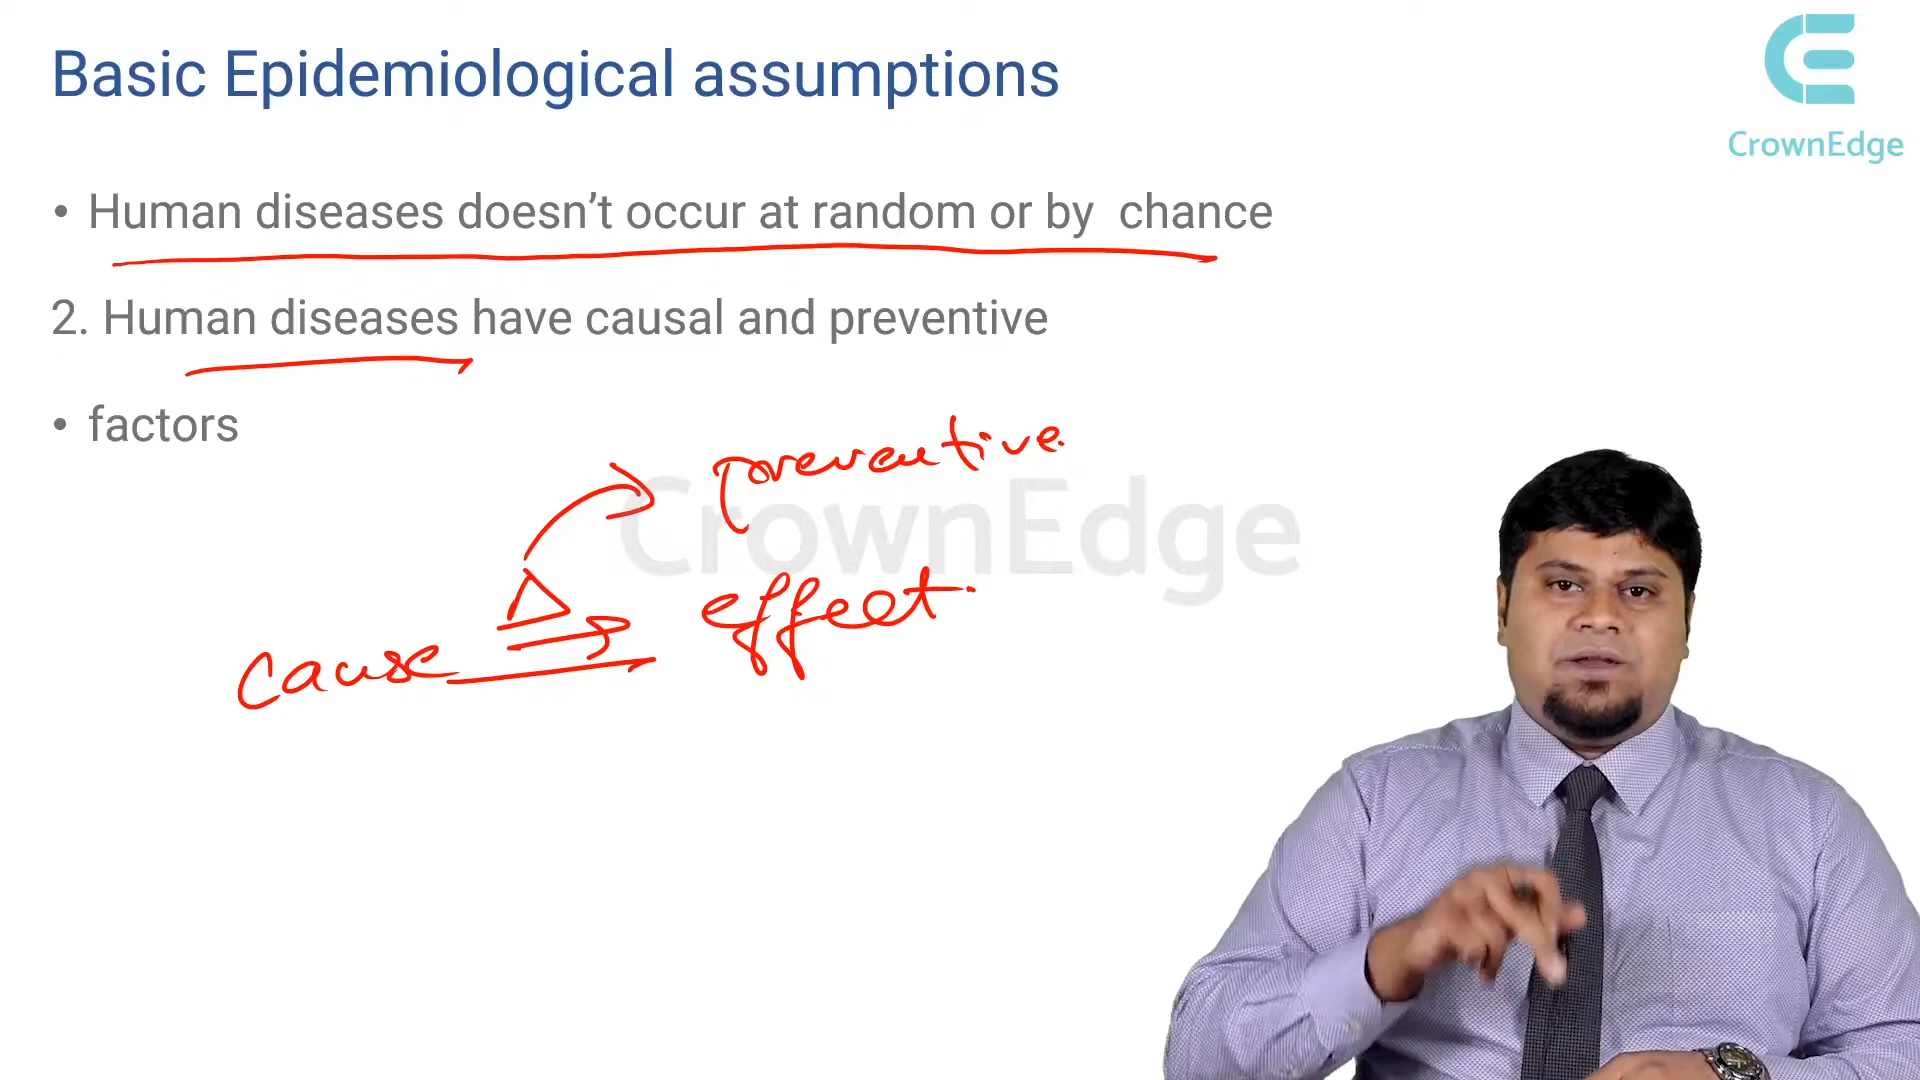 Basic Epidemiological assumptions
CrownEdge
• Human diseases doesn’t occur at random or by chance
2. Human diseases have causal and preventive
• factors
preventive
CrownEdge
effect
cause